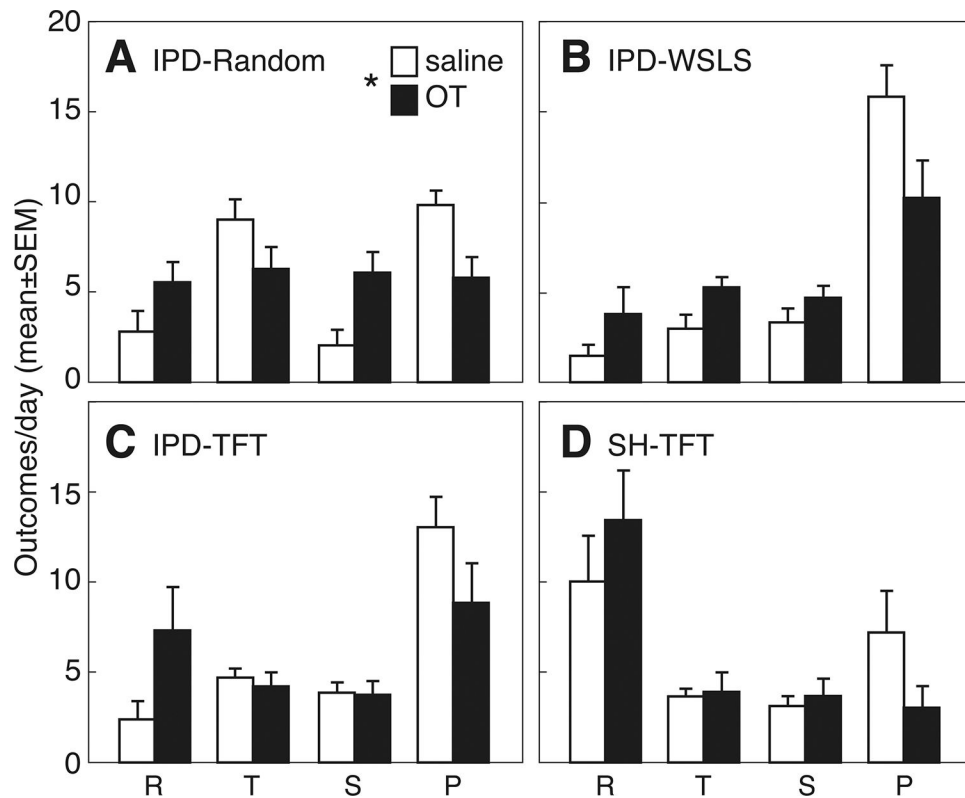 Outcomes/day (mean±SEM)
20
15
10
5
0
A IPD-Random
* saline
OT
B IPD-WSLS
15
10
5
0
C IPD-TFT
D SH-TFT
R T S P
R T S P